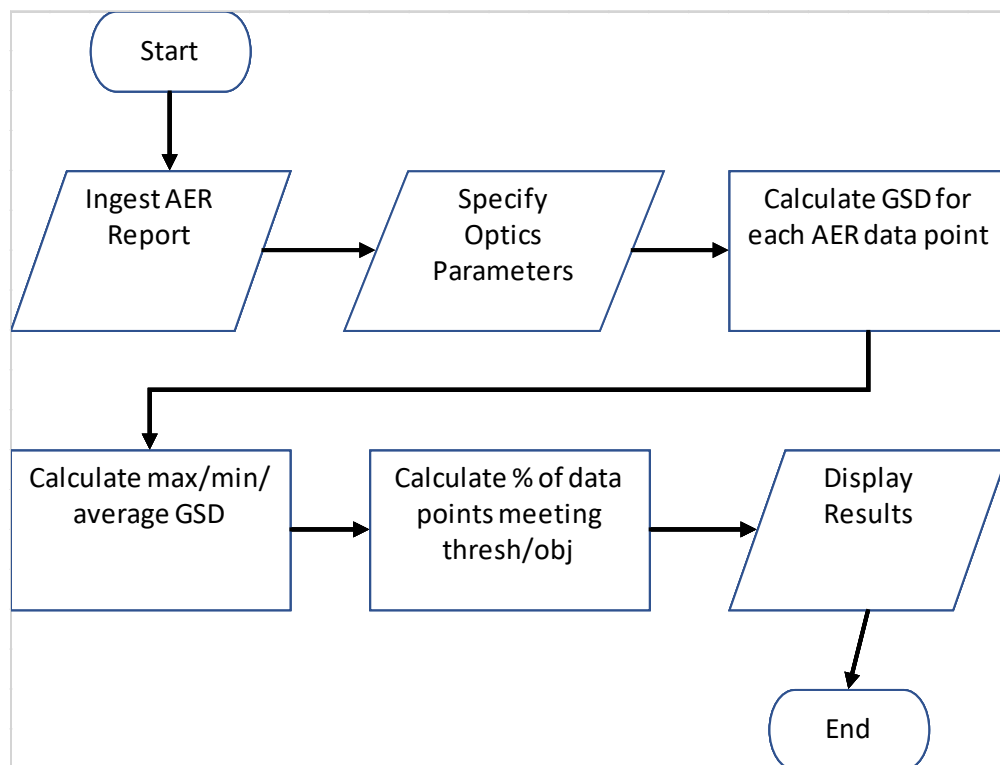 Start
Ingest AER
Report
Specify
Optics
Parameters
Calculate GSD for
each AER data point
Calculate max/min/
average GSD
Calculate % of data
points meeting
thresh/obj
Display
Results
End